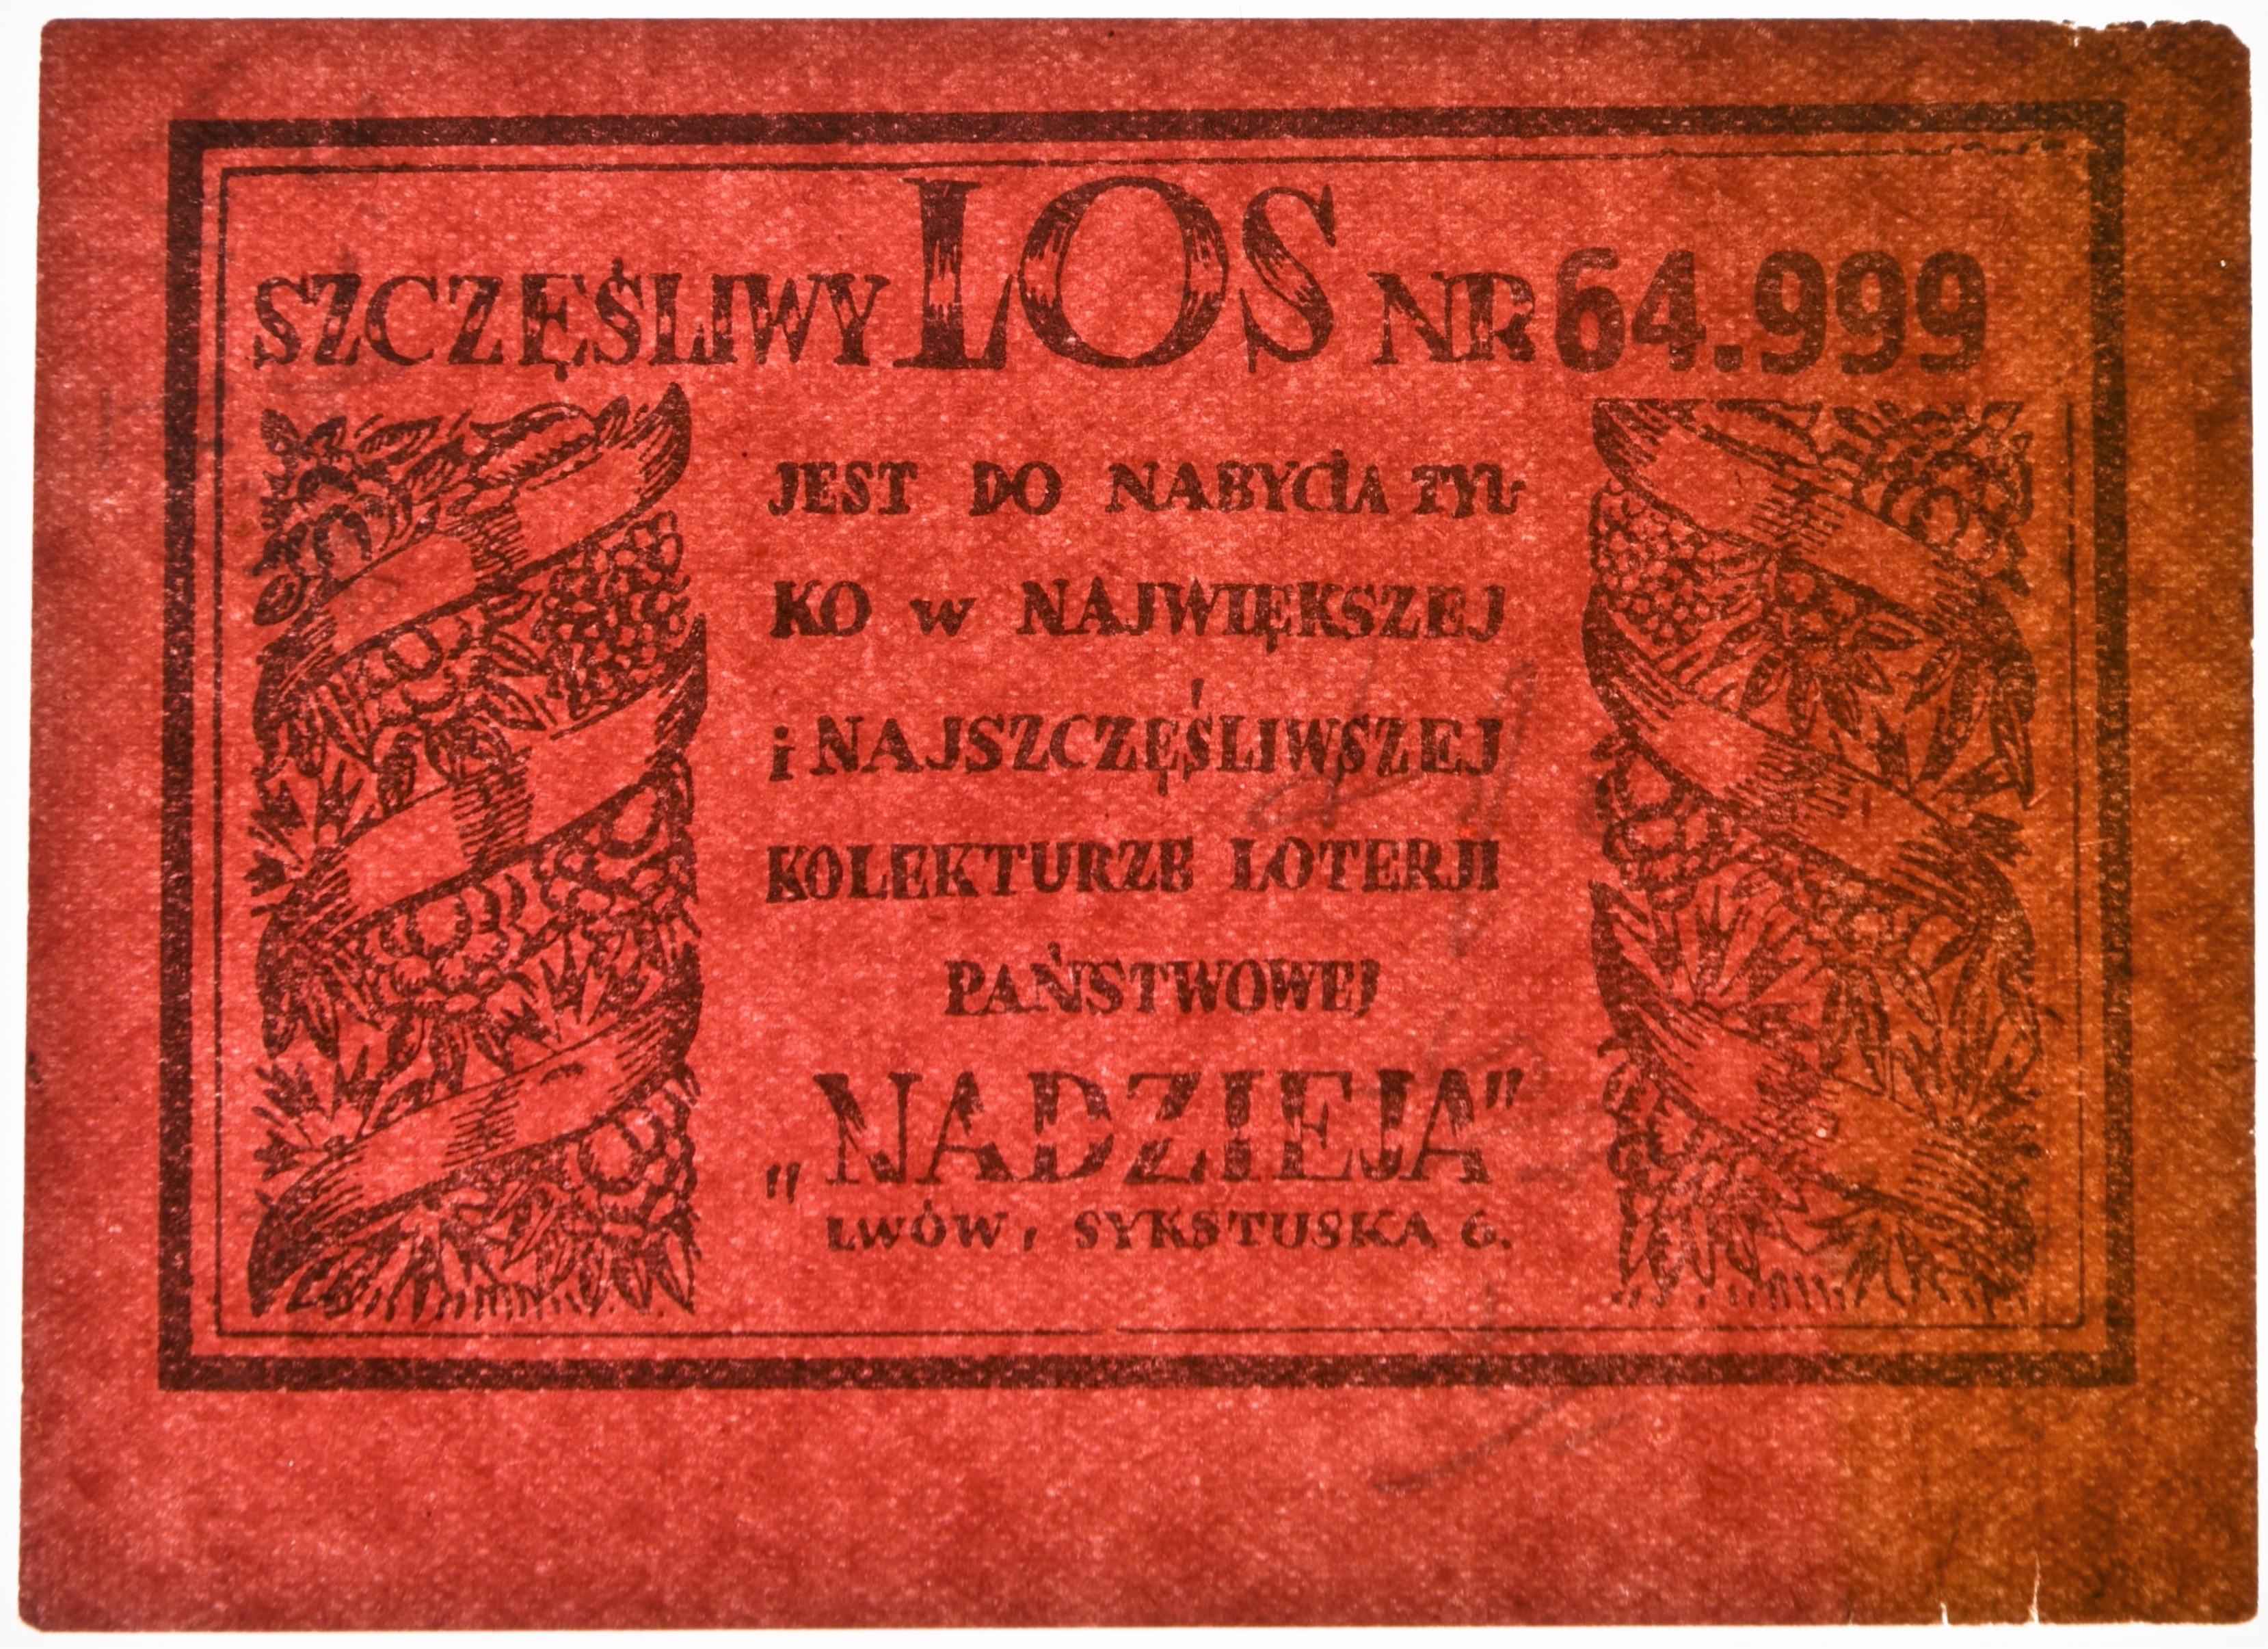 SZCZĘŚLIWY LOS NR 64.999
JEST DO NABYCIA TYL-
KO w NAJWIĘKSZEJ
i NAJSZCZĘŚLIWSZEJ
KOLEKTURZE LOTERJI
PAŃSTWOWEJ
„NADZIEJA"
LWÓW, SYKSTUSKA 6.